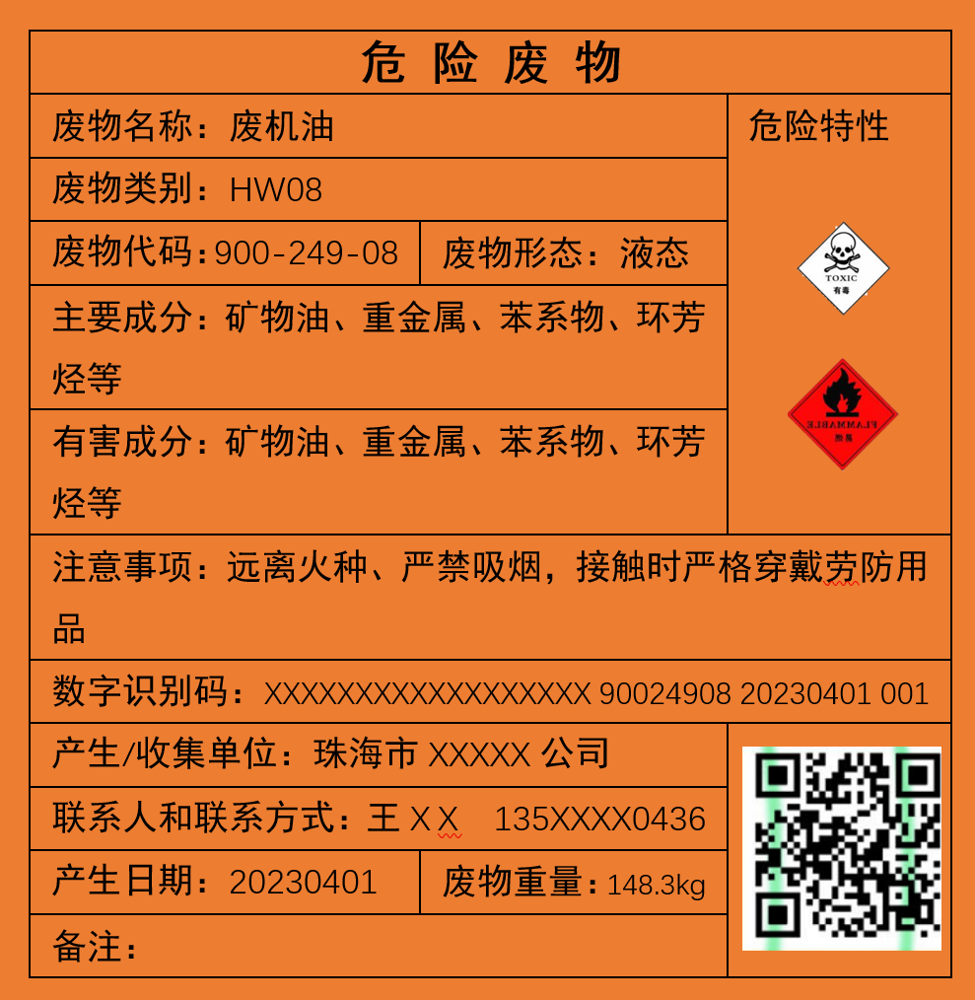 危 险 废 物
废物名称：废机油
危险特性
废物类别：HW08
废物代码：900-249-08
废物形态：液态
TOXIC
有毒
主要成分：矿物油、重金属、苯系物、环芳
烃等
FLAMMABLE
易燃
有害成分：矿物油、重金属、苯系物、环芳
烃等
注意事项：远离火种、严禁吸烟，接触时严格穿戴劳防用
品
数字识别码：XXXXXXXXXXXXXXXXXX 90024908 20230401 001
产生/收集单位：珠海市 XXXXX 公司
联系人和联系方式：王 X X 135XXXX0436
产生日期：20230401
废物重量：148.3kg
备注：